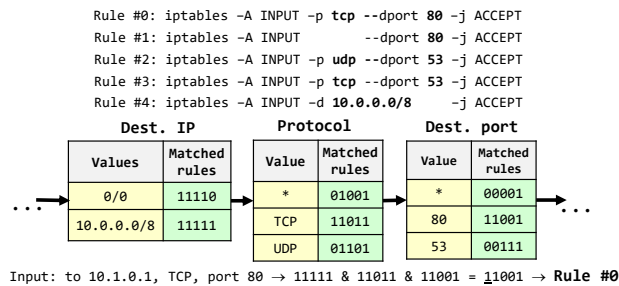 Rule #0: iptables –A INPUT –p tcp --dport 80 –j ACCEPT
Rule #1: iptables –A INPUT --dport 80 –j ACCEPT
Rule #2: iptables –A INPUT –p udp --dport 53 –j ACCEPT
Rule #3: iptables –A INPUT –p tcp --dport 53 –j ACCEPT
Rule #4: iptables –A INPUT –d 10.0.0.0/8 –j ACCEPT
Dest. IP Protocol Dest. port
Values Matched rules Value Matched rules Value Matched rules
0/0 11110 * 01001 * 00001
10.0.0.0/8 11111 TCP 11011 80 11001
UDP 01101 53 00111
... ...
Input: to 10.1.0.1, TCP, port 80 → 11111 & 11011 & 11001 = 11001 → Rule #0